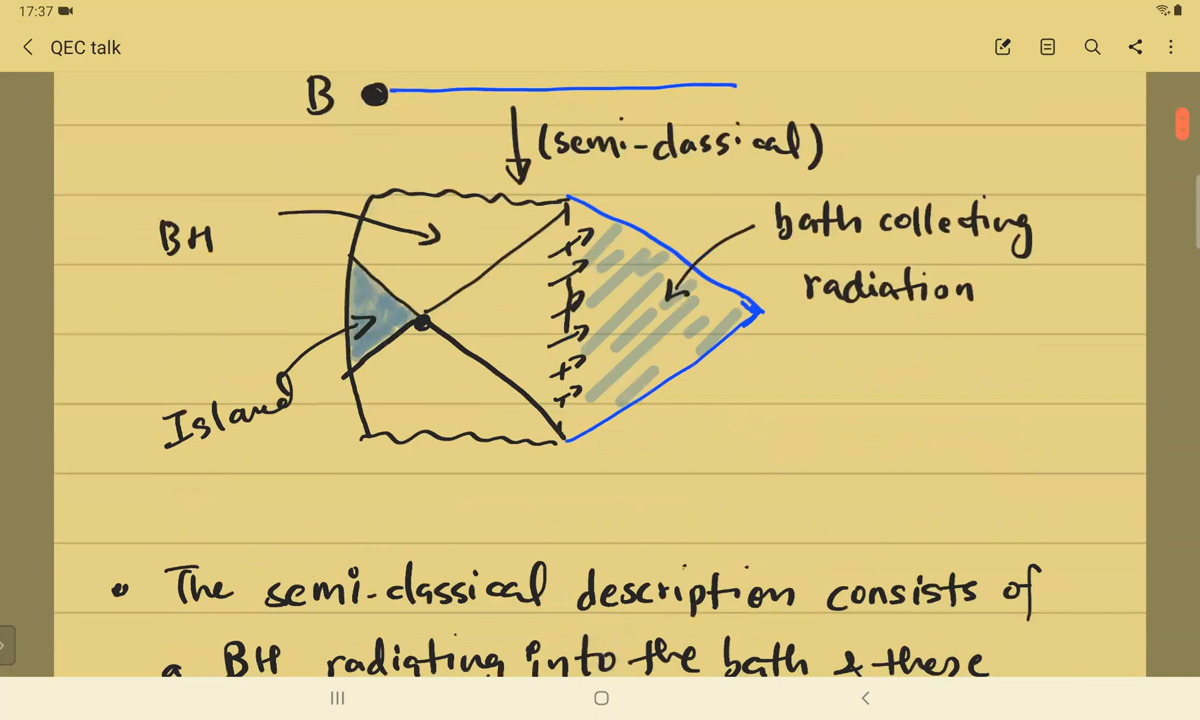 17:37
QEC talk
B
(semi-classical)
BH
bath collecting
radiation
Island
• The semi-classical description consists of
a BH radiating into the bath & these